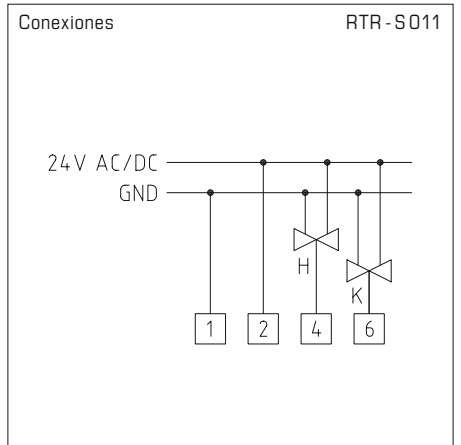 Conexiones RTR-S011
24V AC/DC
GND
H
K
1 2 4 6